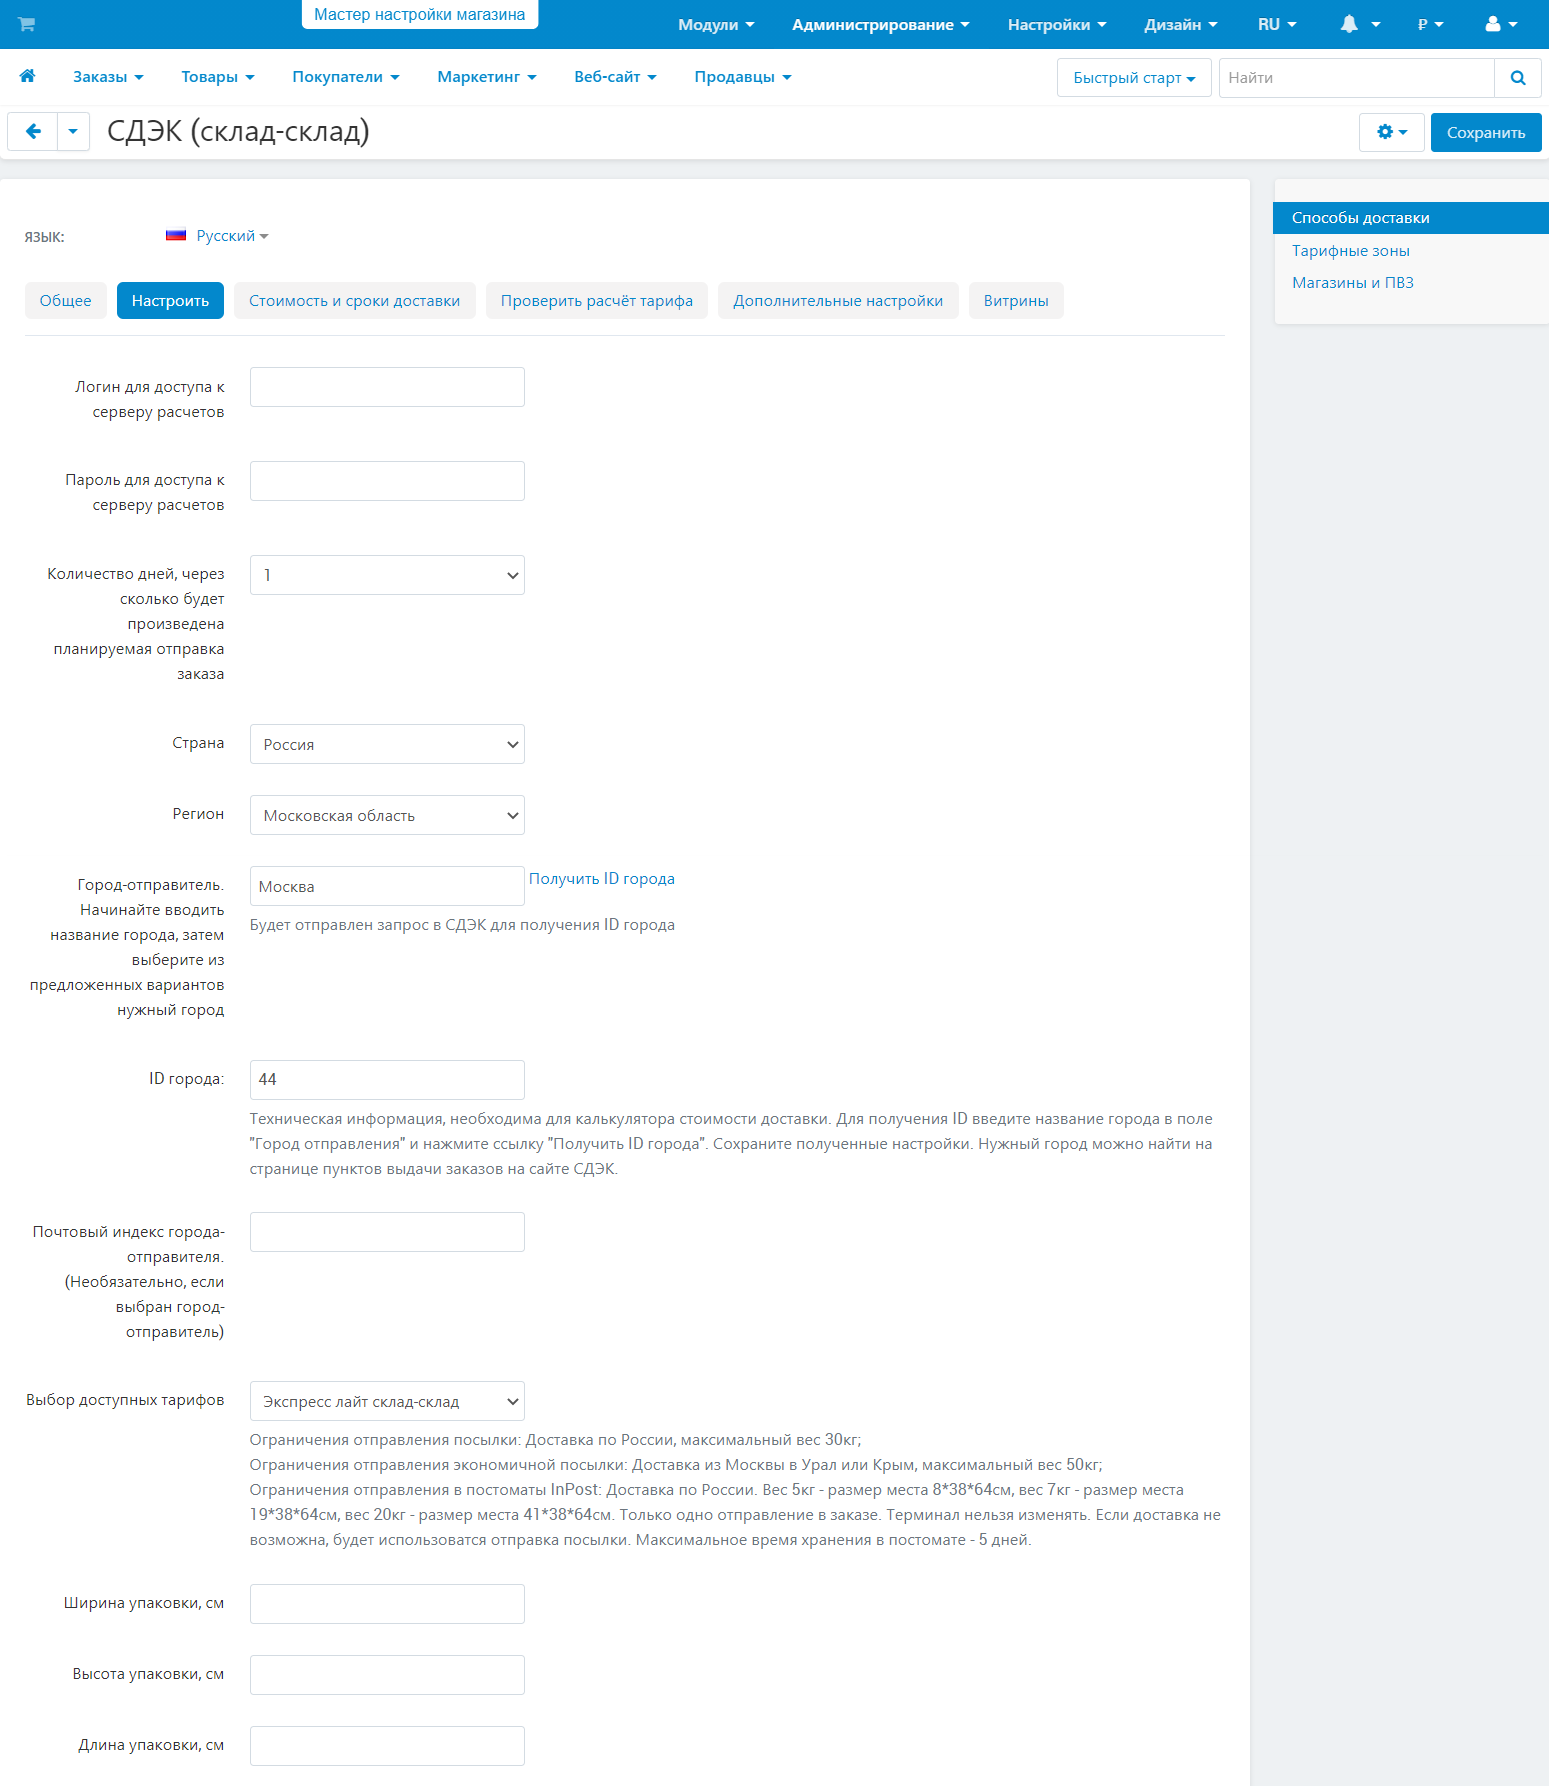 Мастер настройки магазина
Модули Администрирование Настройки Дизайн RU ₽
Заказы Товары Покупатели Маркетинг Веб-сайт Продавцы Быстрый старт Найти
СДЭК (склад-склад) Сохранить
ЯЗЫК: Русский
Общее Настроить Стоимость и сроки доставки Проверить расчёт тарифа Дополнительные настройки Витрины
Способы доставки
Тарифные зоны
Магазины и ПВЗ
Логин для доступа к
серверу расчетов
Пароль для доступа к
серверу расчетов
Количество дней, через
сколько будет
произведена
планируемая отправка
заказа
1
Страна
Россия
Регион
Московская область
Город-отправитель.
Начинайте вводить
название города, затем
выберите из
предложенных вариантов
нужный город
Москва Получить ID города
Будет отправлен запрос в СДЭК для получения ID города
ID города:
44
Техническая информация, необходима для калькулятора стоимости доставки. Для получения ID введите название города в поле
"Город отправления" и нажмите ссылку "Получить ID города". Сохраните полученные настройки. Нужный город можно найти на
странице пунктов выдачи заказов на сайте СДЭК.
Почтовый индекс города-
отправителя.
(Необязательно, если
выбран город-
отправитель)
Выбор доступных тарифов
Экспресс лайт склад-склад
Ограничения отправления посылки: Доставка по России, максимальный вес 30кг;
Ограничения отправления экономичной посылки: Доставка из Москвы в Урал или Крым, максимальный вес 50кг;
Ограничения отправления в постоматы InPost: Доставка по России. Вес 5кг - размер места 8*38*64см, вес 7кг - размер места
19*38*64см, вес 20кг - размер места 41*38*64см. Только одно отправление в заказе. Терминал нельзя изменять. Если доставка не
возможна, будет использоватся отправка посылки. Максимальное время хранения в постомате - 5 дней.
Ширина упаковки, см
Высота упаковки, см
Длина упаковки, см